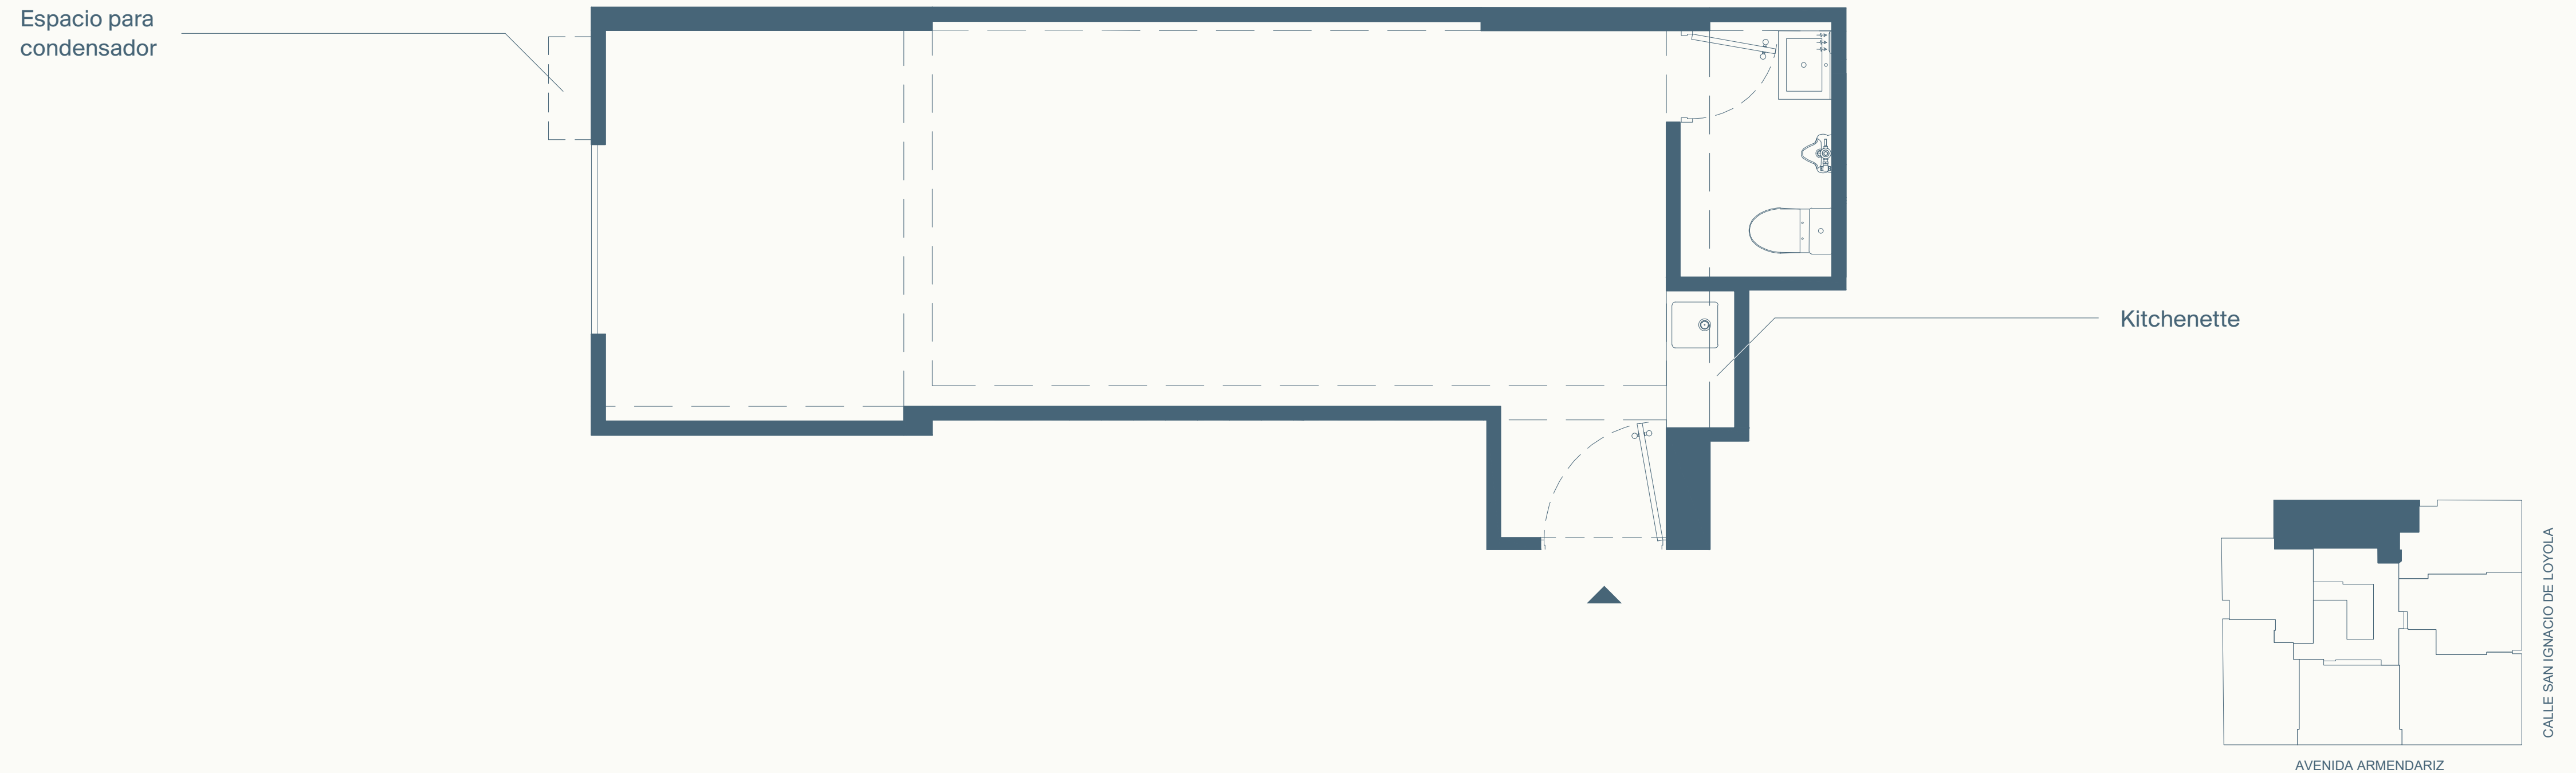 Espacio para
condensador
Kitchenette
CALLE SAN IGNACIO DE LOYOLA
AVENIDA ARMENDARIZ